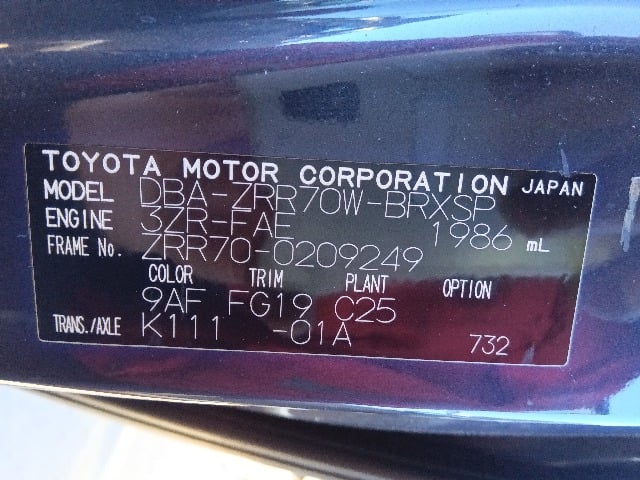 TOYOTA MOTOR CORPORATION JAPAN
MODEL DBA-ZRR70W-BRXSP
ENGINE 3ZR-FAE 1986 mL
FRAME No. ZRR70-0209249
COLOR TRIM PLANT OPTION
9AF FG19 C25
TRANS./AXLE K111 -01A 732